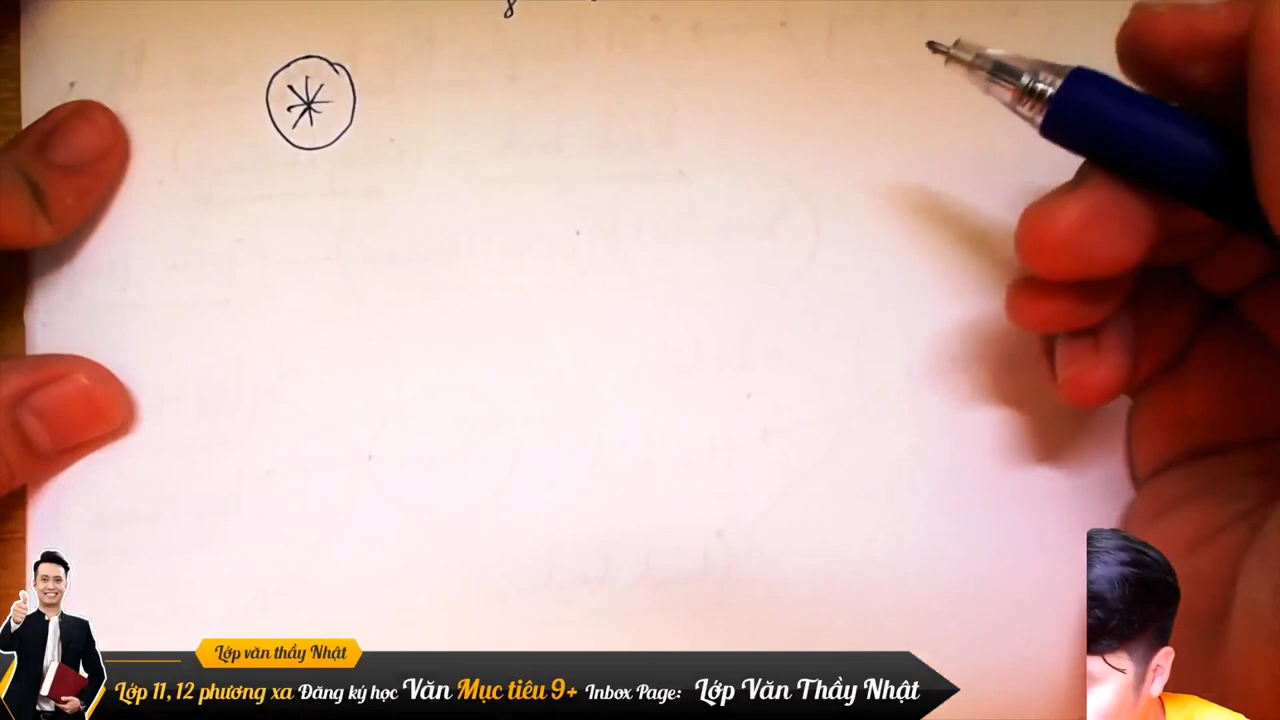 Lớp văn thầy Nhật
Lớp 11, 12 phương xa Đăng ký học Văn Mục tiêu 9+ Inbox Page: Lớp Văn Thầy Nhật